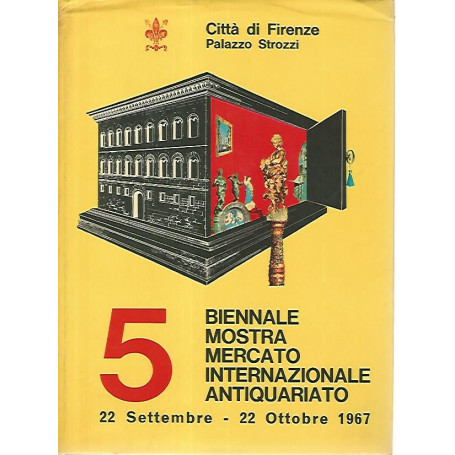 Città di Firenze
Palazzo Strozzi
5
BIENNALE
MOSTRA
MERCATO
INTERNAZIONALE
ANTIQUARIATO
22 Settembre - 22 Ottobre 1967